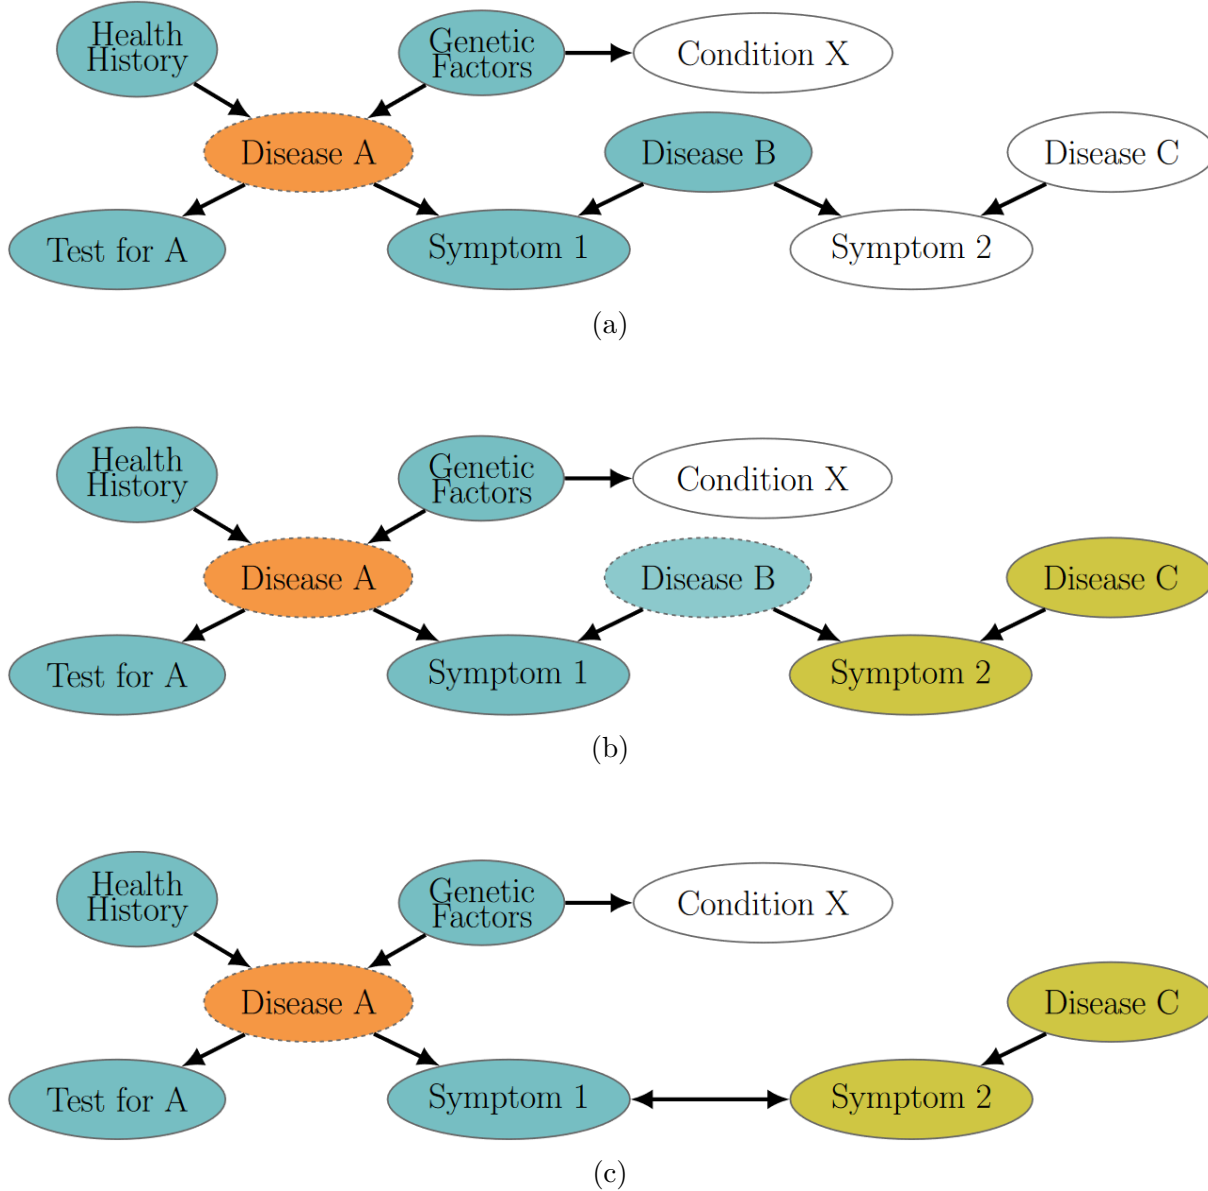 Health
History
Genetic
Factors
Condition X
Disease A
Disease B
Disease C
Test for A
Symptom 1
Symptom 2
(a)
Health
History
Genetic
Factors
Condition X
Disease A
Disease B
Disease C
Test for A
Symptom 1
Symptom 2
(b)
Health
History
Genetic
Factors
Condition X
Disease A
Disease C
Test for A
Symptom 1
Symptom 2
(c)